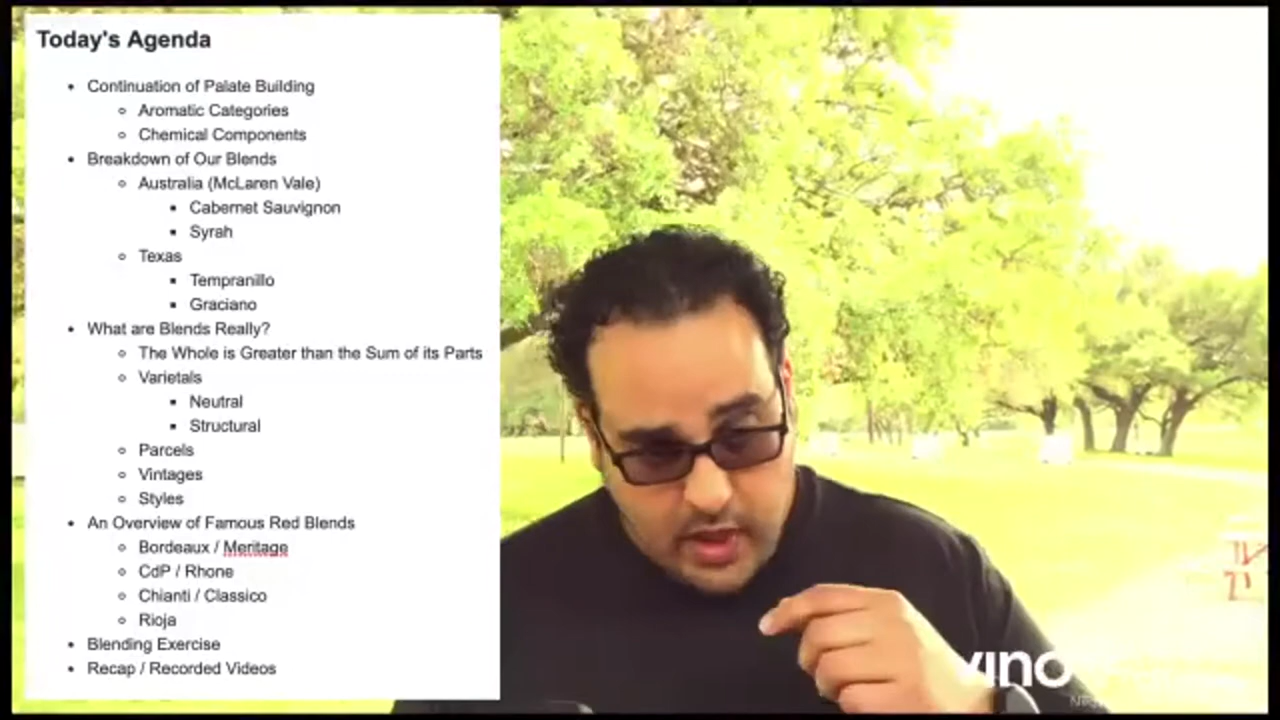 Today's Agenda
Continuation of Palate Building
Aromatic Categories
Chemical Components
Breakdown of Our Blends
Australia (McLaren Vale)
Cabernet Sauvignon
Syrah
Texas
Tempranillo
Graciano
What are Blends Really?
The Whole is Greater than the Sum of its Parts
Varietals
Neutral
Structural
Parcels
Vintages
Styles
An Overview of Famous Red Blends
Bordeaux / Meritage
CdP / Rhone
Chianti / Classico
Rioja
Blending Exercise
Recap / Recorded Videos